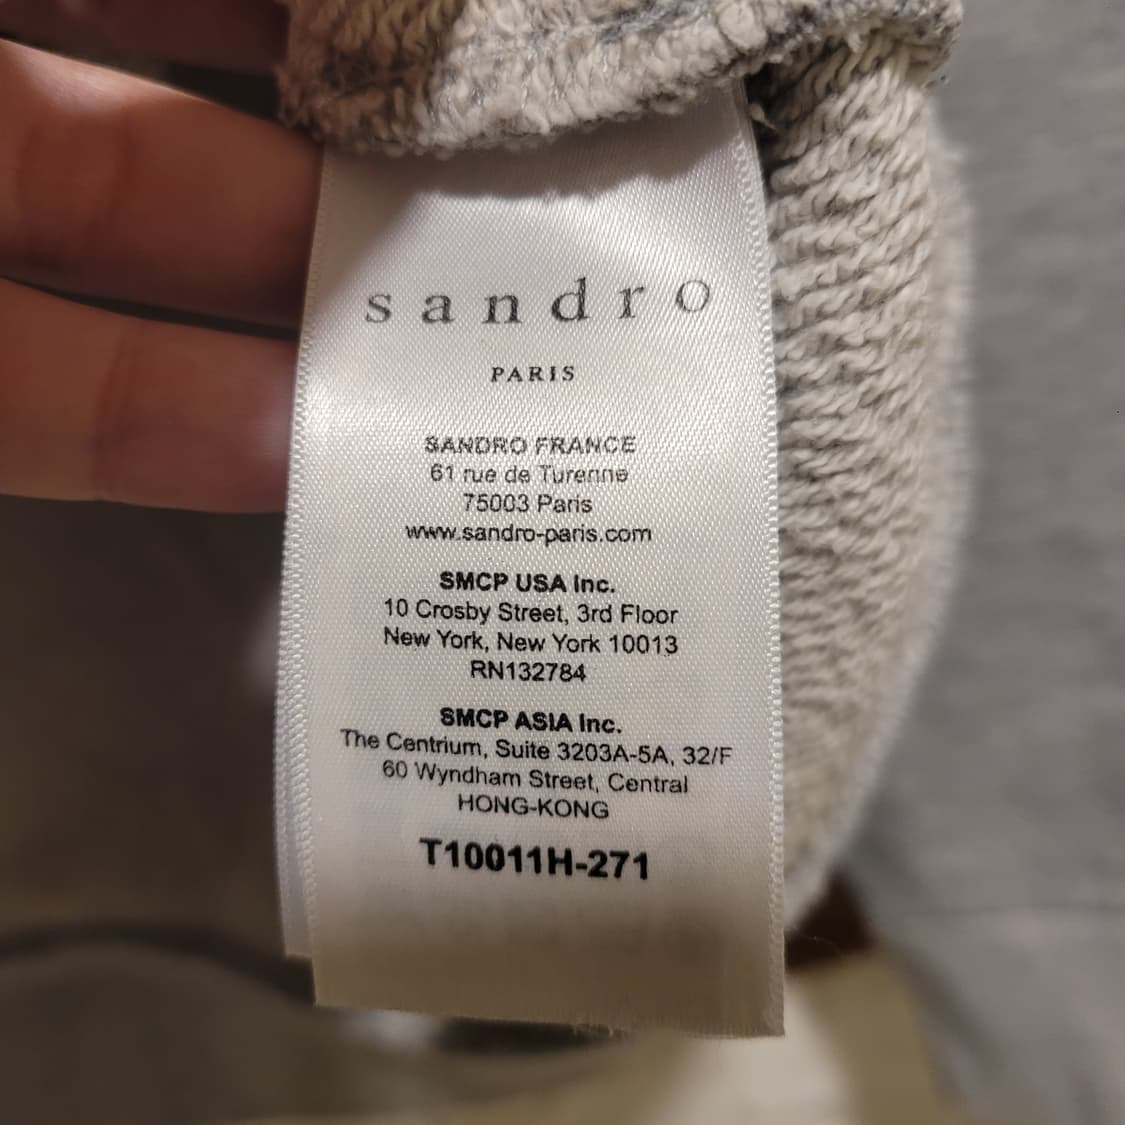 sandro
PARIS
SANDRO FRANCE
61 rue de Turenne
75003 Paris
www.sandro-paris.com
SMCP USA Inc.
10 Crosby Street, 3rd Floor
New York, New York 10013
RN132784
SMCP ASIA Inc.
The Centrium, Suite 3203A-5A, 32/F
60 Wyndham Street, Central
HONG-KONG
T10011H-271